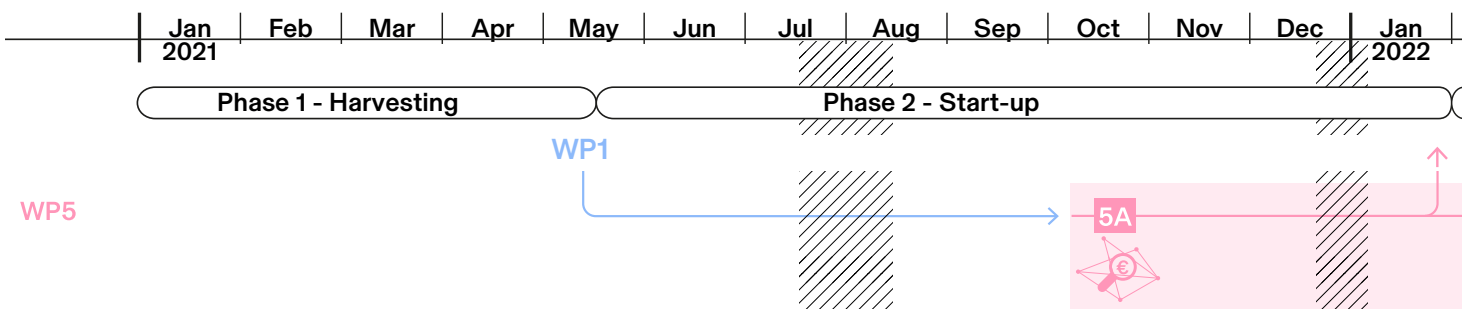 Jan Feb Mar Apr May Jun Jul Aug Sep Oct Nov Dec Jan
2021 2022
Phase 1 - Harvesting Phase 2 - Start-up
WP1
WP5 5A
€